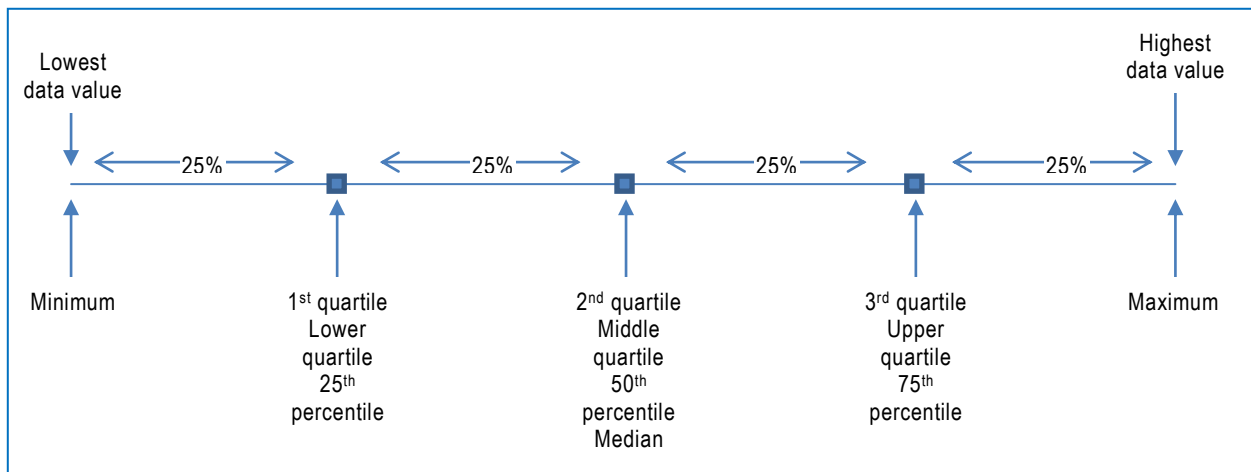 Lowest
data value
Highest
data value
25%
25%
25%
25%
Minimum
1st quartile
Lower
quartile
25th
percentile
2nd quartile
Middle
quartile
50th
percentile
Median
3rd quartile
Upper
quartile
75th
percentile
Maximum